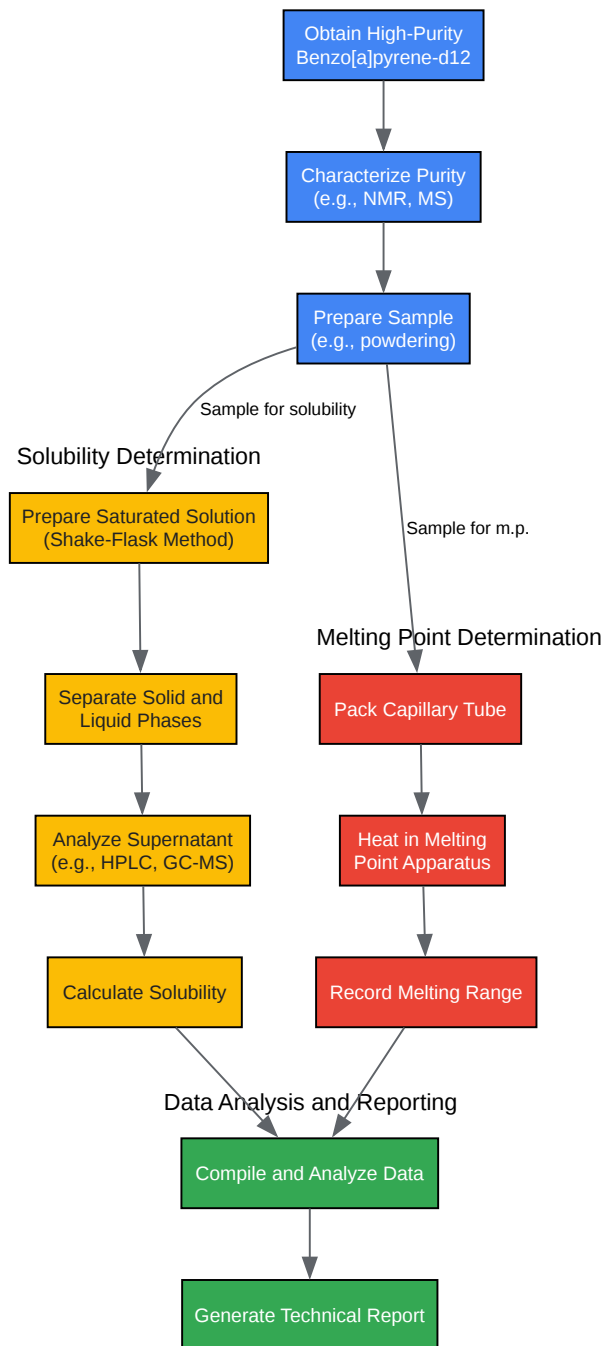 Obtain High-Purity
Benzo[a]pyrene-d12
Characterize Purity
(e.g., NMR, MS)
Prepare Sample
(e.g., powdering)
Sample for solubility
Solubility Determination
Prepare Saturated Solution
(Shake-Flask Method)
Sample for m.p.
Melting Point Determination
Separate Solid and
Liquid Phases
Pack Capillary Tube
Analyze Supernatant
(e.g., HPLC, GC-MS)
Heat in Melting
Point Apparatus
Calculate Solubility
Record Melting Range
Data Analysis and Reporting
Compile and Analyze Data
Generate Technical Report